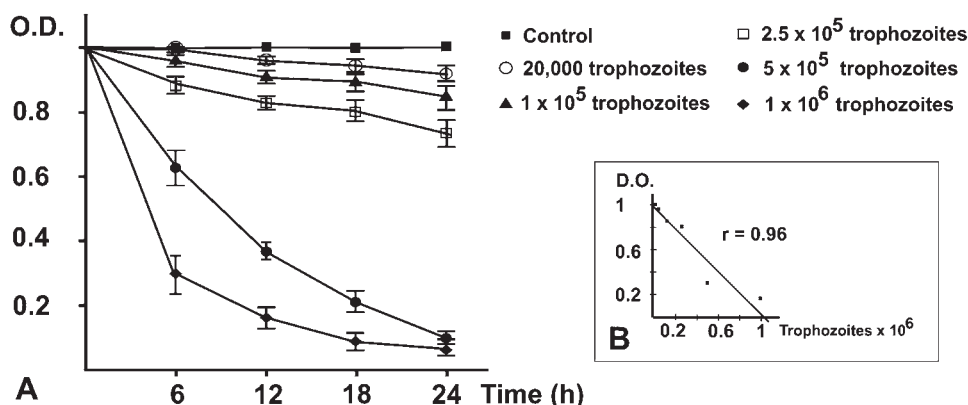 O.D.
0.8
0.6
0.4
0.2
6 12 18 24 Time (h)
A
Control
20,000 trophozoites
1 x 10⁵ trophozoites
2.5 x 10⁵ trophozoites
5 x 10⁵ trophozoites
1 x 10⁶ trophozoites
D.O.
1
0.6
0.2
r = 0.96
0.2 0.6 1 Trophozoites x 10⁶
B